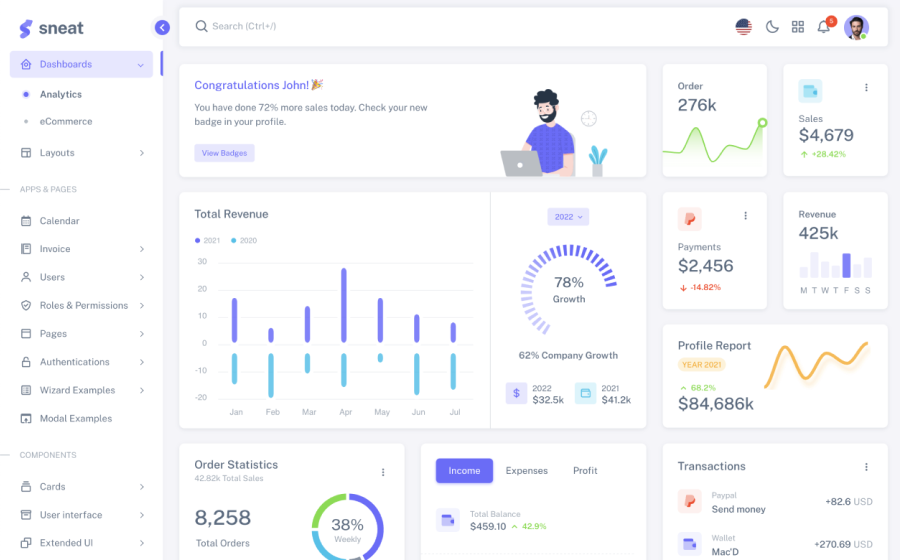 sneat
Search (Ctrl+/)
5
Dashboards
Analytics
eCommerce
Layouts
APPS & PAGES
Calendar
Invoice
Users
Roles & Permissions
Pages
Authentications
Wizard Examples
Modal Examples
COMPONENTS
Cards
User interface
Extended UI
Congratulations John!🎉
You have done 72% more sales today. Check your new
badge in your profile.
View Badges
Order
276k
Sales
$4,679
+28.42%
Total Revenue
2021
2020
30
20
10
0
-10
-20
Jan Feb Mar Apr May Jun Jul
2022
78%
Growth
62% Company Growth
2022
$32.5k
2021
$41.2k
Payments
$2,456
-14.82%
Revenue
425k
M T W T F S S
Profile Report
YEAR 2021
68.2%
$84,686k
Order Statistics
42.82k Total Sales
8,258
Total Orders
38%
Weekly
Income Expenses Profit
Total Balance
$459.10 42.9%
Transactions
Paypal
Send money
+82.6 USD
Wallet
Mac'D
+270.69 USD